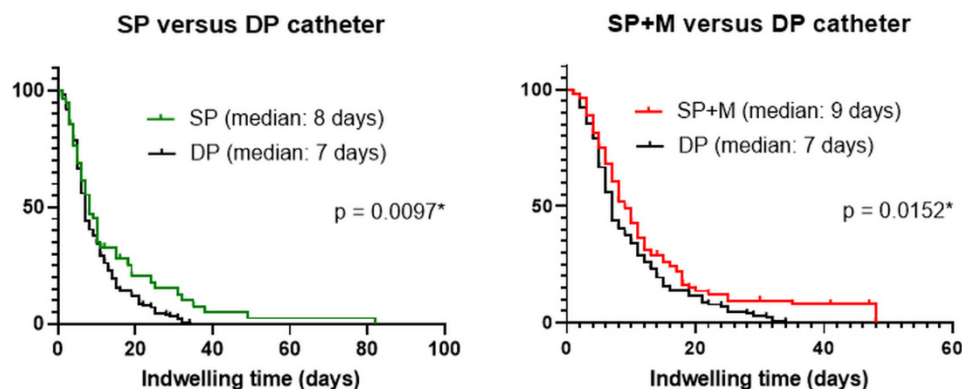 SP versus DP catheter
100
50
0
SP (median: 8 days)
DP (median: 7 days)
p = 0.0097*
0 20 40 60 80 100
Indwelling time (days)
SP+M versus DP catheter
100
50
0
SP+M (median: 9 days)
DP (median: 7 days)
p = 0.0152*
0 20 40 60
Indwelling time (days)